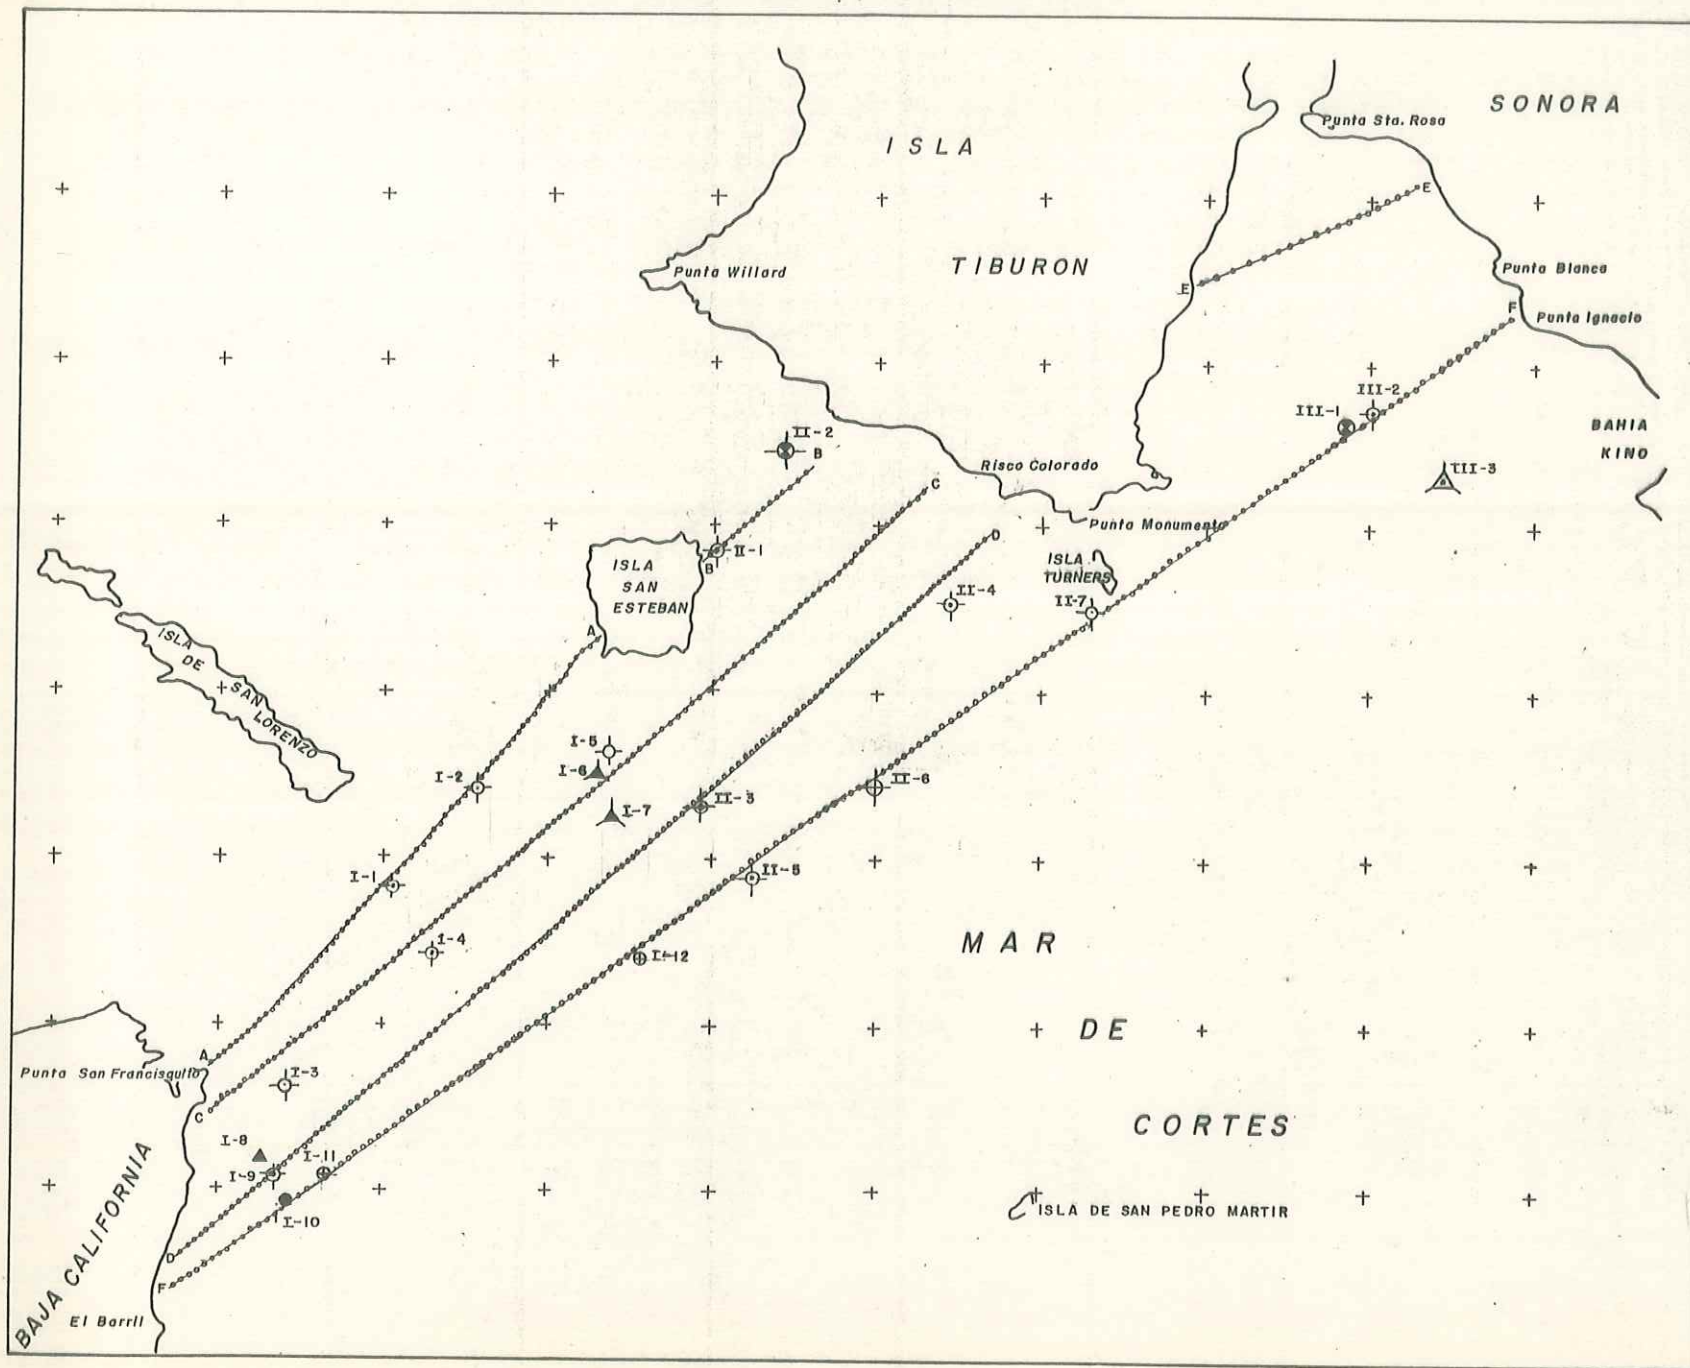 SONORA
Punta Sta. Rosa
ISLA
E
Punta Willard
TIBURON
Punta Blanca
E
F
Punta Ignacio
III-2
III-1
BAHIA
KINO
II-2
B
Risco Colorado
III-3
C
Punta Monumento
D
II-1
B
ISLA
SAN
ESTEBAN
ISLA
TURNERS
II-4
II-7
A
ISLA
DE
SAN
LORENZO
I-5
I-6
I-2
II-3
II-6
I-7
I-1
II-5
I-4
I-12
MAR
DE
A
Punta San Francisquito
I-3
C
CORTES
I-8
I-11
I-9
I-10
ISLA DE SAN PEDRO MARTIR
D
F
BAJA CALIFORNIA
El Barril